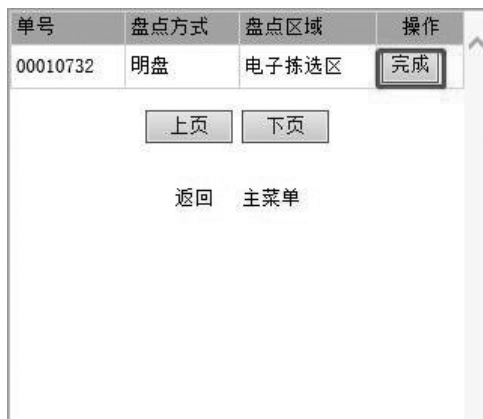 单号 盘点方式 盘点区域 操作
00010732 明盘 电子拣选区 完成
上页 下页
返回 主菜单